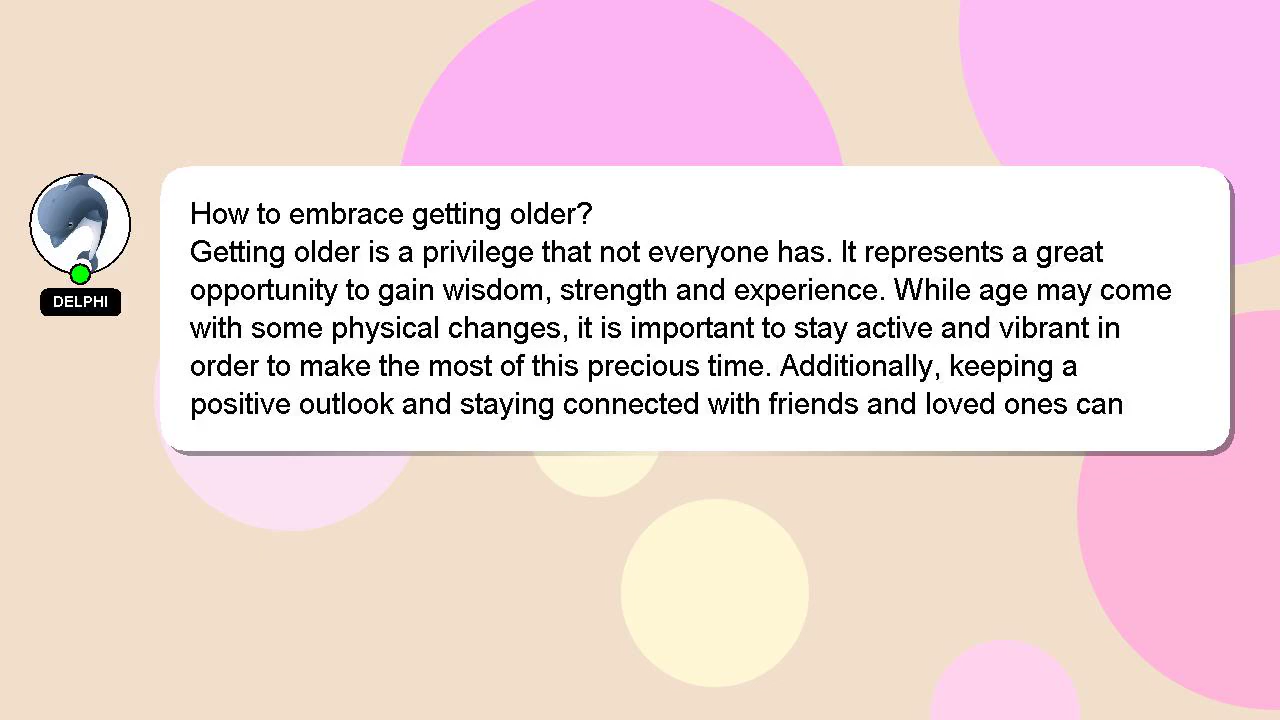 DELPHI
How to embrace getting older?
Getting older is a privilege that not everyone has. It represents a great
opportunity to gain wisdom, strength and experience. While age may come
with some physical changes, it is important to stay active and vibrant in
order to make the most of this precious time. Additionally, keeping a
positive outlook and staying connected with friends and loved ones can